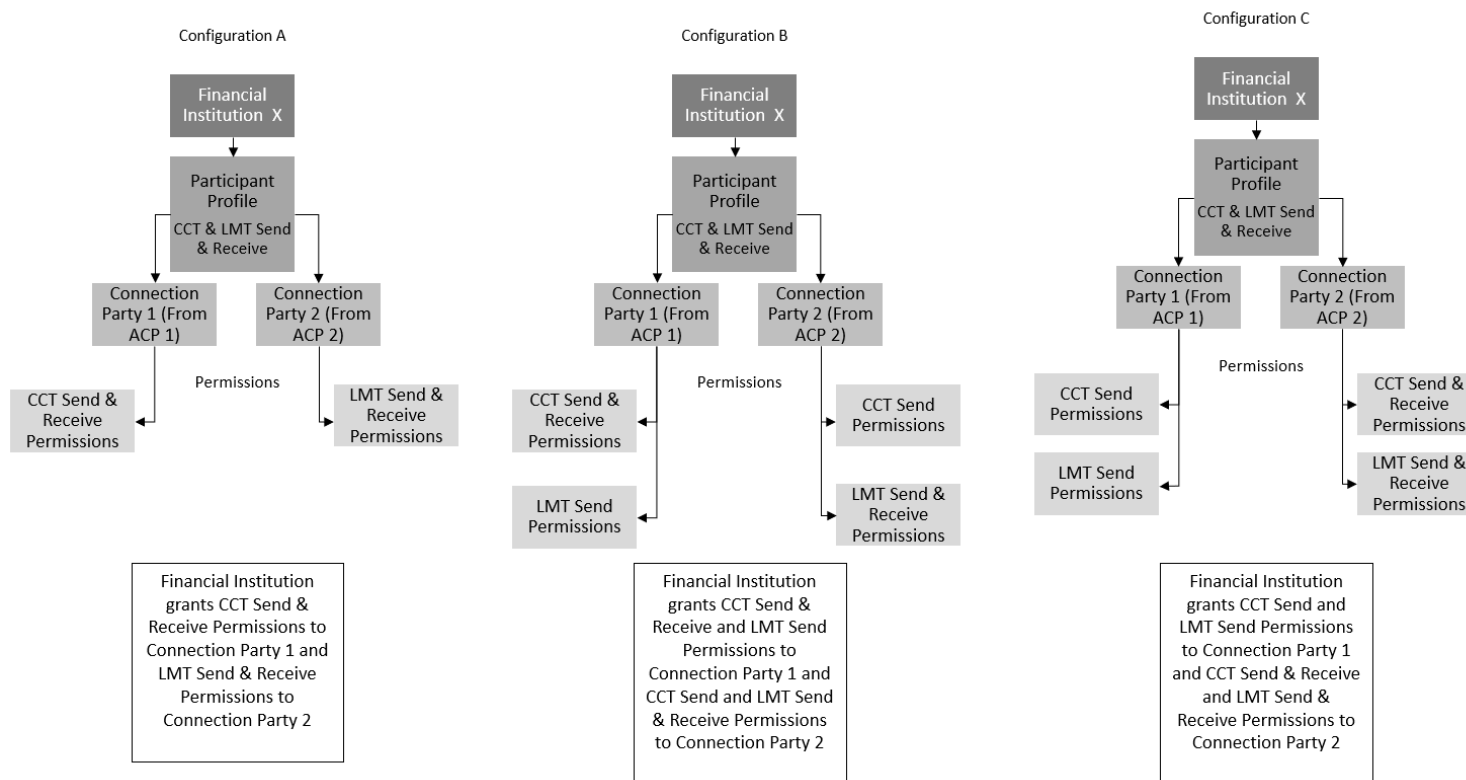 Configuration A
Financial
Institution X
Participant
Profile
CCT & LMT Send
& Receive
Connection
Party 1 (From
ACP 1)
Connection
Party 2 (From
ACP 2)
Permissions
CCT Send &
Receive
Permissions
LMT Send &
Receive
Permissions
Financial Institution
grants CCT Send &
Receive Permissions to
Connection Party 1 and
LMT Send & Receive
Permissions to
Connection Party 2
Configuration B
Financial
Institution X
Participant
Profile
CCT & LMT Send
& Receive
Connection
Party 1 (From
ACP 1)
Connection
Party 2 (From
ACP 2)
Permissions
CCT Send &
Receive
Permissions
CCT Send
Permissions
LMT Send
Permissions
LMT Send &
Receive
Permissions
Financial Institution
grants CCT Send &
Receive and LMT Send
Permissions to
Connection Party 1 and
CCT Send and LMT Send
& Receive Permissions
to Connection Party 2
Configuration C
Financial
Institution X
Participant
Profile
CCT & LMT Send
& Receive
Connection
Party 1 (From
ACP 1)
Connection
Party 2 (From
ACP 2)
Permissions
CCT Send
Permissions
CCT Send &
Receive
Permissions
LMT Send
Permissions
LMT Send &
Receive
Permissions
Financial Institution
grants CCT Send and
LMT Send Permissions
to Connection Party 1
and CCT Send & Receive
and LMT Send &
Receive Permissions to
Connection Party 2